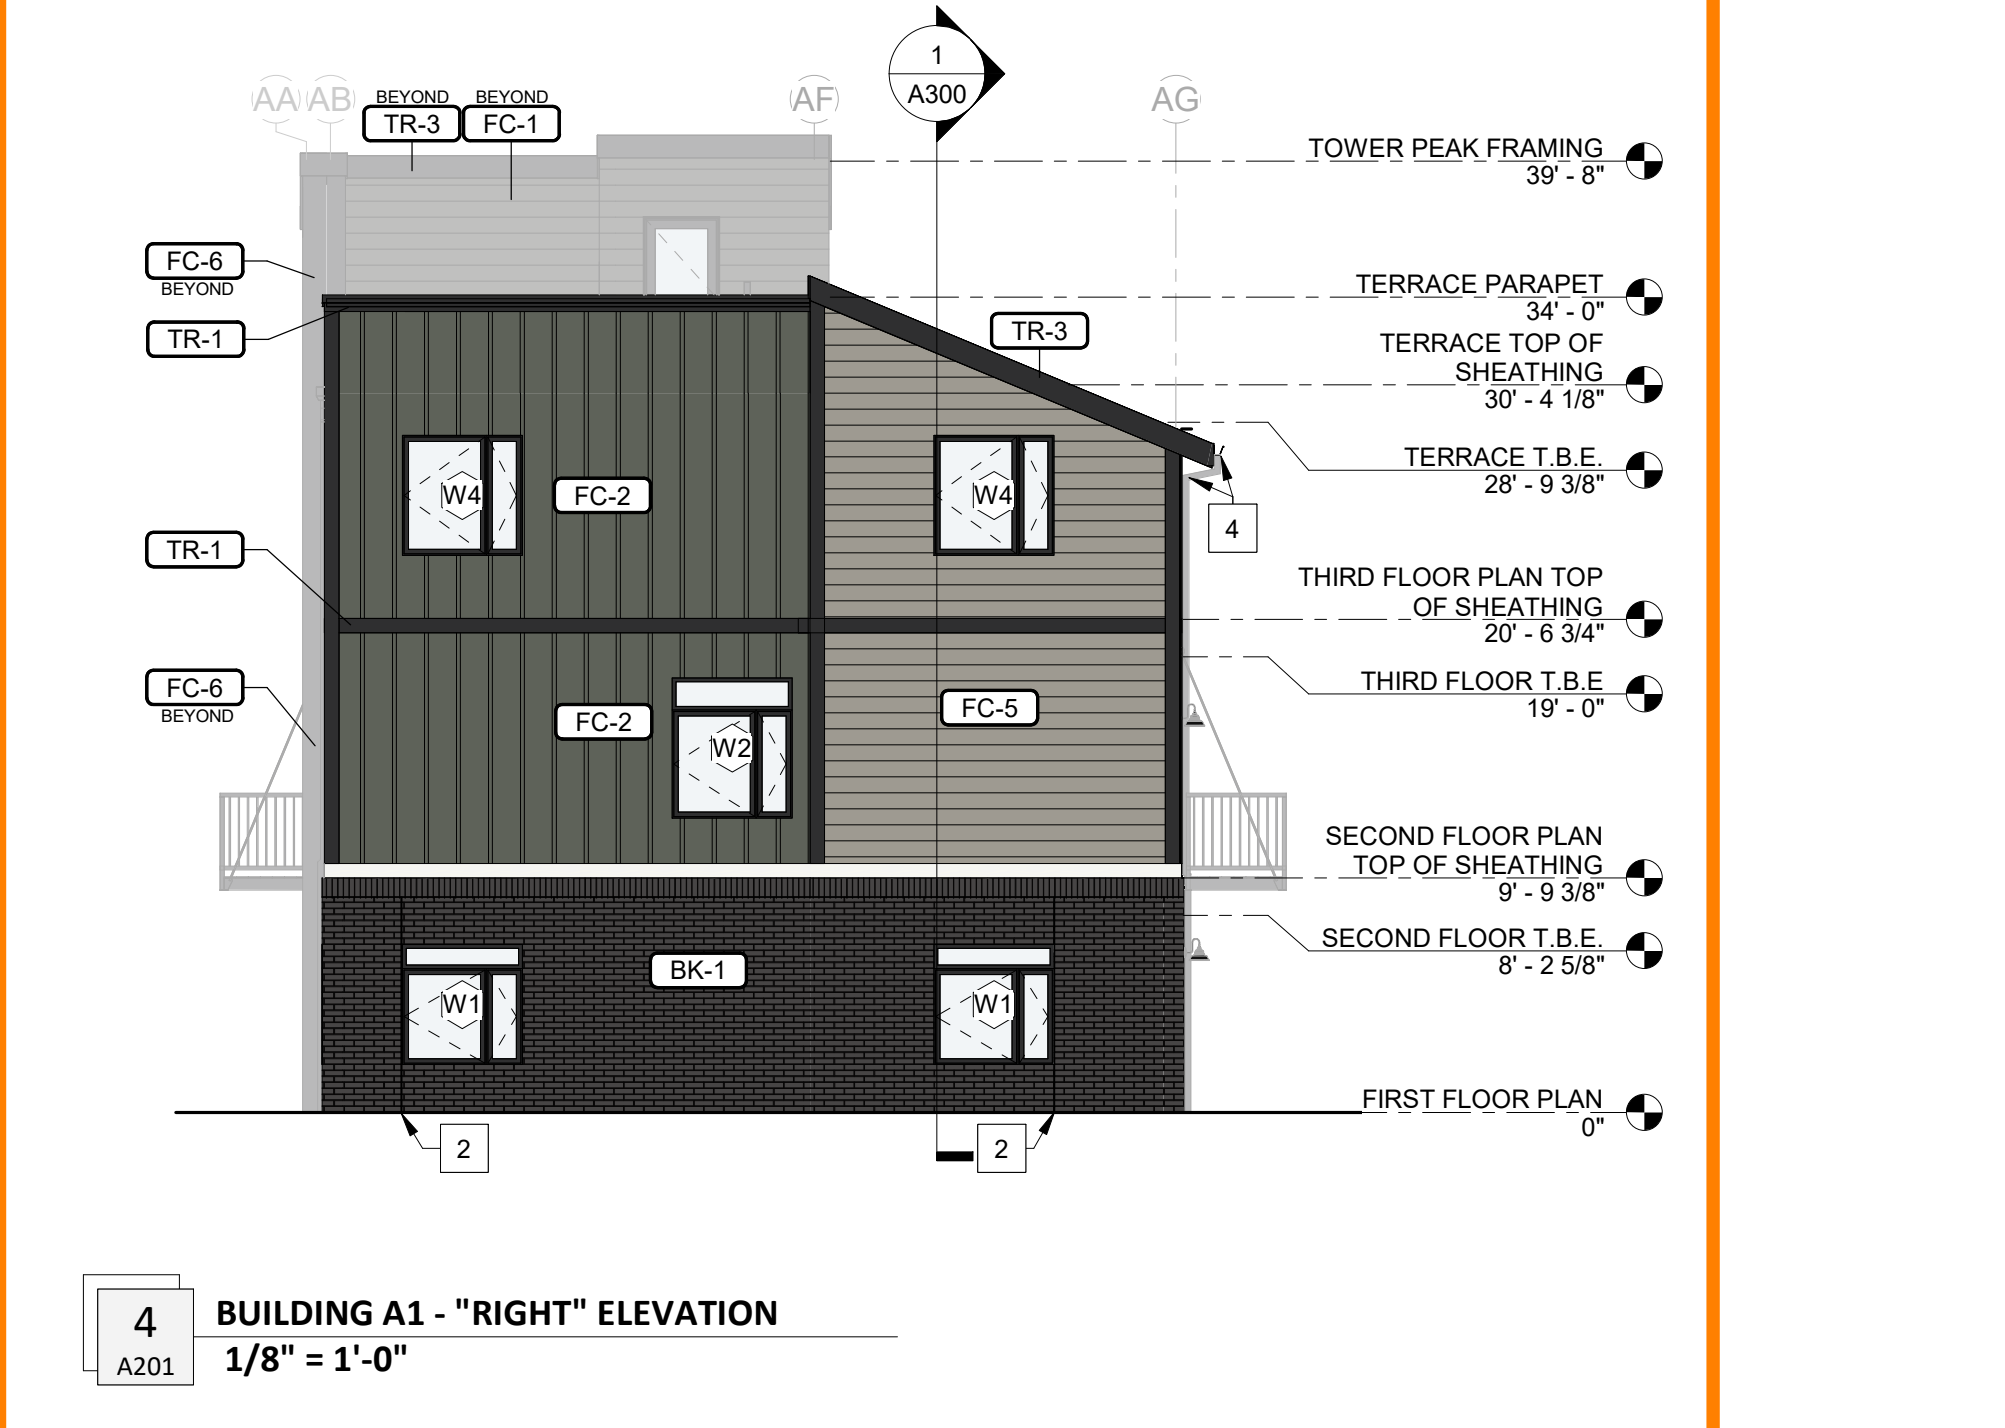 1
A300
AA
AB
BEYOND
TR-3
BEYOND
FC-1
AF
AG
TOWER PEAK FRAMING
39' - 8"
FC-6
BEYOND
TERRACE PARAPET
34' - 0"
TR-1
TR-3
TERRACE TOP OF
SHEATHING
30' - 4 1/8"
TERRACE T.B.E.
28' - 9 3/8"
W4
FC-2
W4
4
TR-1
THIRD FLOOR PLAN TOP
OF SHEATHING
20' - 6 3/4"
FC-6
BEYOND
THIRD FLOOR T.B.E
19' - 0"
FC-2
W2
FC-5
SECOND FLOOR PLAN
TOP OF SHEATHING
9' - 9 3/8"
SECOND FLOOR T.B.E.
8' - 2 5/8"
BK-1
W1
W1
FIRST FLOOR PLAN
0"
2
2
4
A201
BUILDING A1 - "RIGHT" ELEVATION
1/8" = 1'-0"